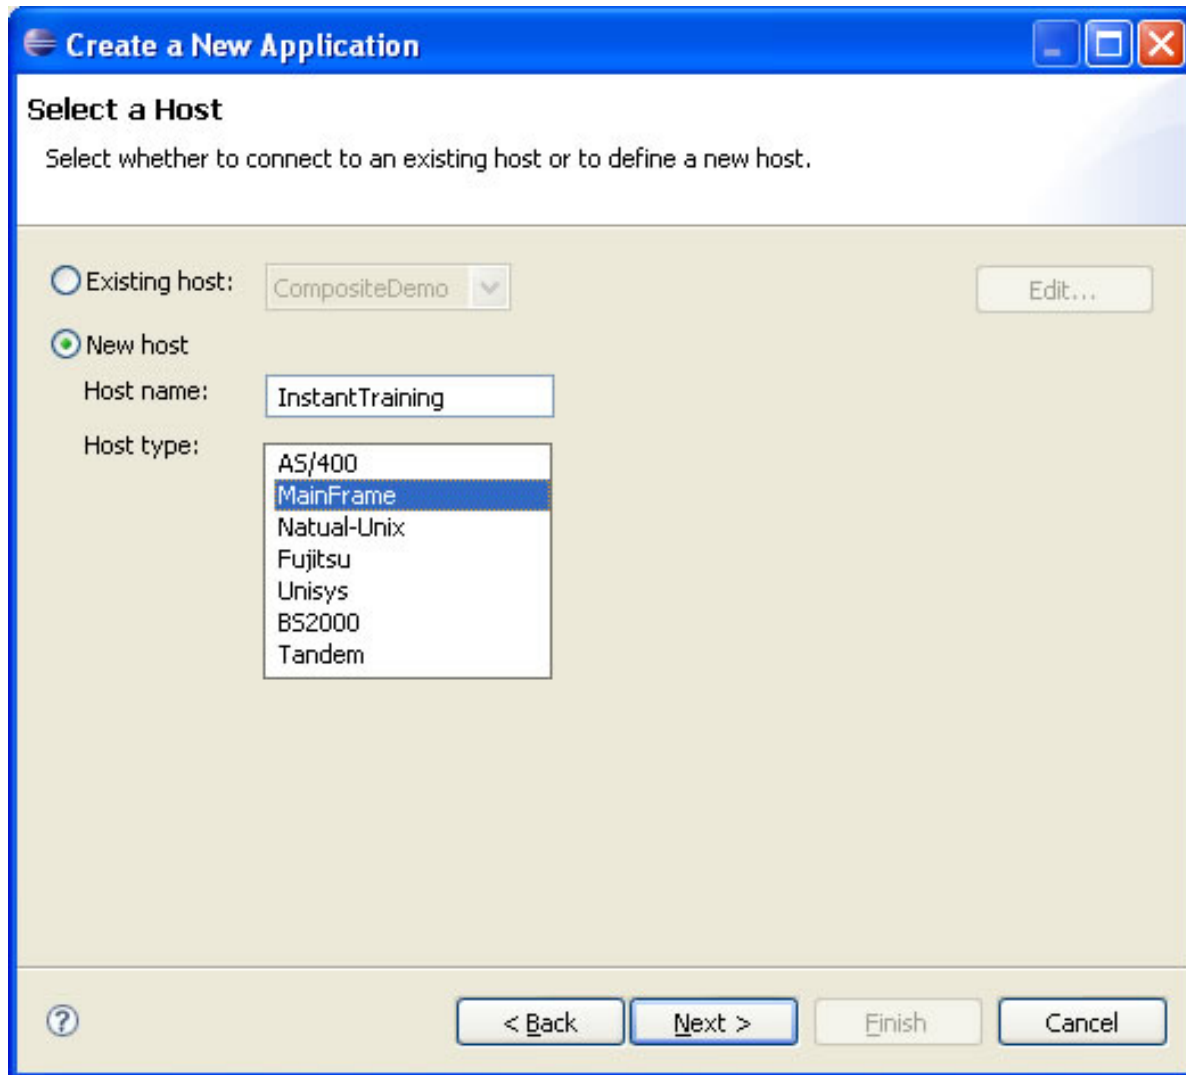 Create a New Application
Select a Host
Select whether to connect to an existing host or to define a new host.
Existing host: CompositeDemo Edit...
New host
Host name: InstantTraining
Host type:
AS/400
MainFrame
Natual-Unix
Fujitsu
Unisys
BS2000
Tandem
? < Back Next > Finish Cancel